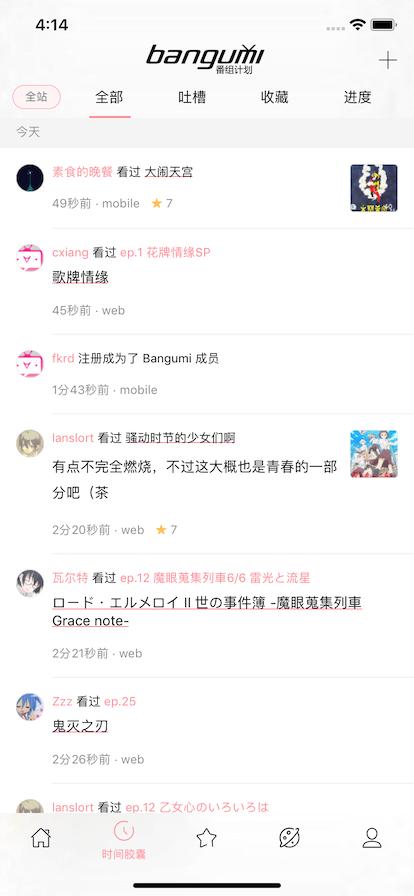 4:14
bangumi
番组计划
全站
全部
吐槽
收藏
进度
今天
素食的晚餐 看过 大闹天宫
49秒前 · mobile 7
cxiang 看过 ep.1 花牌情缘SP
歌牌情缘
45秒前 · web
fkrd 注册成为了 Bangumi 成员
1分43秒前 · mobile
lanslort 看过 骚动时节的少女们啊
有点不完全燃烧，不过这大概也是青春的一部
分吧（茶
2分20秒前 · web 7
瓦尔特 看过 ep.12 魔眼蒐集列車6/6 雷光と流星
ロード・エルメロイ II 世の事件簿 -魔眼蒐集列車
Grace note-
2分21秒前 · web
Zzz 看过 ep.25
鬼灭之刃
2分26秒前 · web
lanslort 看过 ep.12 乙女心のいろいろは
时间胶囊